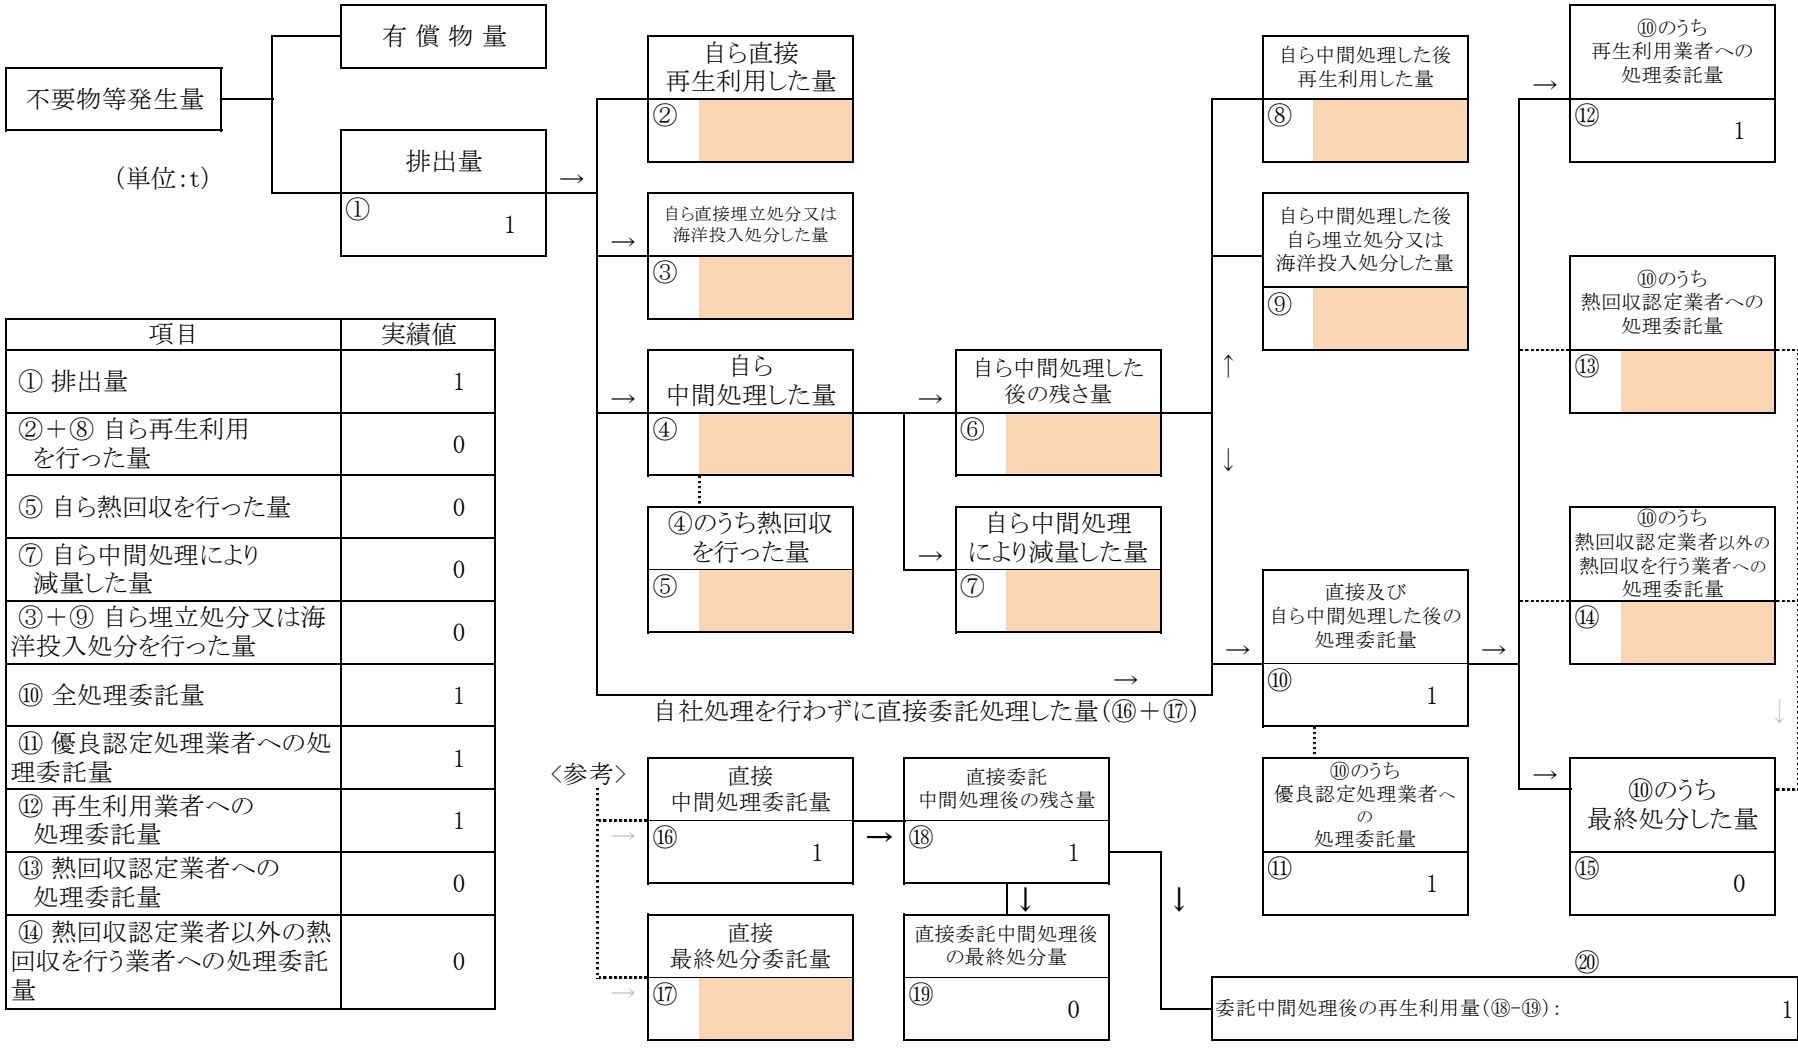 不要物等発生量
(単位:t)
有償物量
排出量
①
1
→
自ら直接
再生利用した量
②
→
自ら直接埋立処分又は
海洋投入処分した量
③
→
自ら
中間処理した量
④
④のうち熱回収
を行った量
⑤
→
自ら中間処理した
後の残さ量
⑥
→
自ら中間処理
により減量した量
⑦
↑
↓
自ら中間処理した後
再生利用した量
⑧
自ら中間処理した後
自ら埋立処分又は
海洋投入処分した量
⑨
→
自社処理を行わずに直接委託処理した量(⑯+⑰)
→
直接及び
自ら中間処理した後の
処理委託量
⑩
1
⑩のうち
優良認定処理業者へ
の
処理委託量
⑪
1
→
→
⑩のうち
再生利用業者への
処理委託量
⑫
1
⑩のうち
熱回収認定業者への
処理委託量
⑬
⑩のうち
熱回収認定業者以外の
熱回収を行う業者への
処理委託量
⑭
↓
→
⑩のうち
最終処分した量
⑮
0
項目 実績値
① 排出量 1
②+⑧ 自ら再生利用
を行った量 0
⑤ 自ら熱回収を行った量 0
⑦ 自ら中間処理により
減量した量 0
③+⑨ 自ら埋立処分又は海
洋投入処分を行った量 0
⑩ 全処理委託量 1
⑪ 優良認定処理業者への処
理委託量 1
⑫ 再生利用業者への
処理委託量 1
⑬ 熱回収認定業者への
処理委託量 0
⑭ 熱回収認定業者以外の熱
回収を行う業者への処理委託
量 0
<参考>
→
直接
中間処理委託量
⑯
1
→
直接委託
中間処理後の残さ量
⑱
1
↓
↓
→
直接
最終処分委託量
⑰
直接委託中間処理後
の最終処分量
⑲
0
⑳
委託中間処理後の再生利用量(⑱-⑲): 1